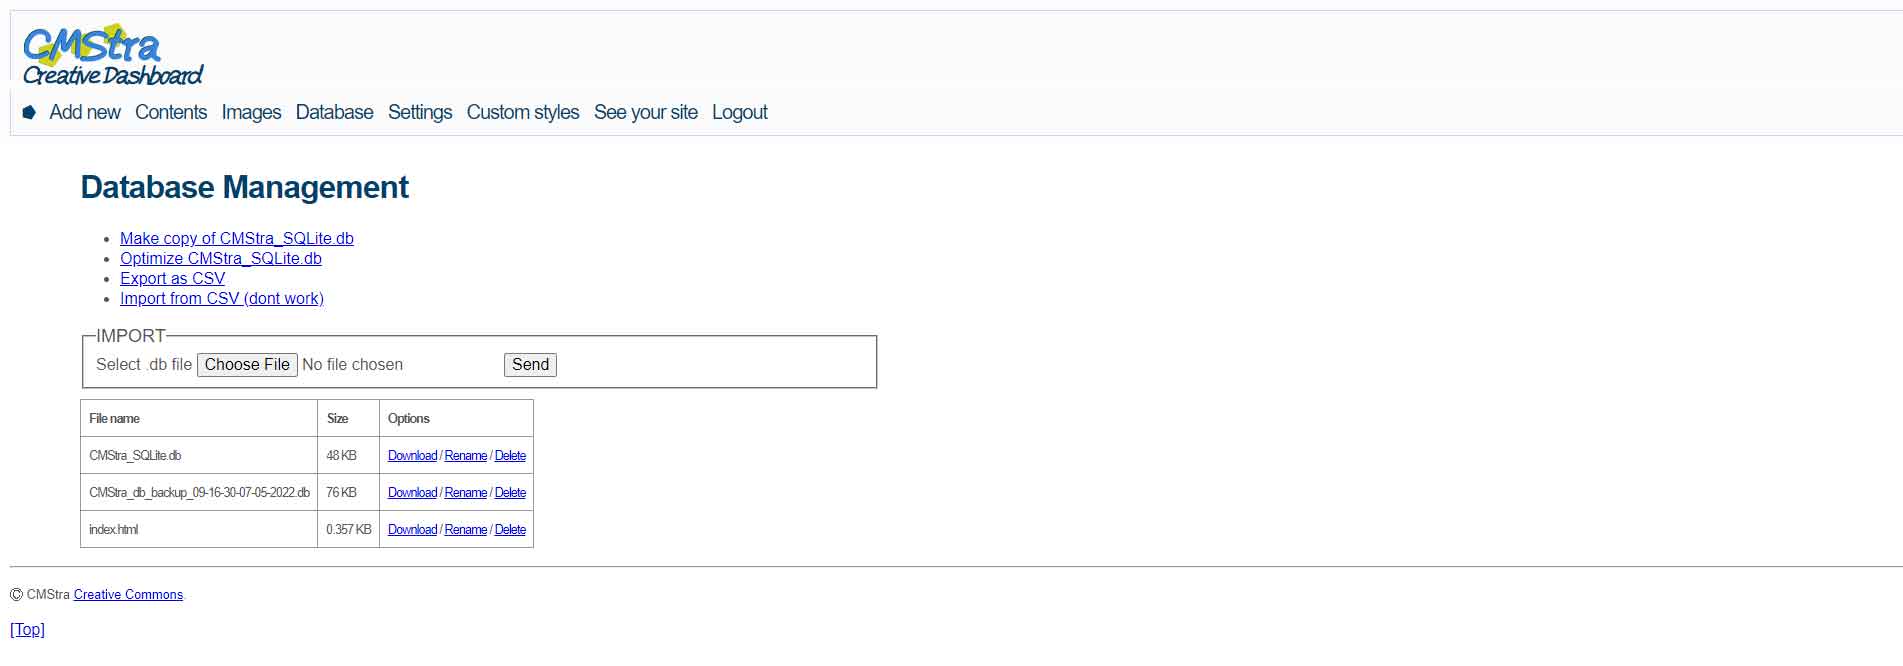 CMStra
Creative Dashboard
Add new Contents Images Database Settings Custom styles See your site Logout
Database Management
Make copy of CMStra_SQLite.db
Optimize CMStra_SQLite.db
Export as CSV
Import from CSV (dont work)
IMPORT
Select .db file Choose File No file chosen Send
File name Size Options
CMStra_SQLite.db 48 KB Download / Rename / Delete
CMStra_db_backup_09-16-30-07-05-2022.db 76 KB Download / Rename / Delete
index.html 0.357 KB Download / Rename / Delete
© CMStra Creative Commons.
[Top]